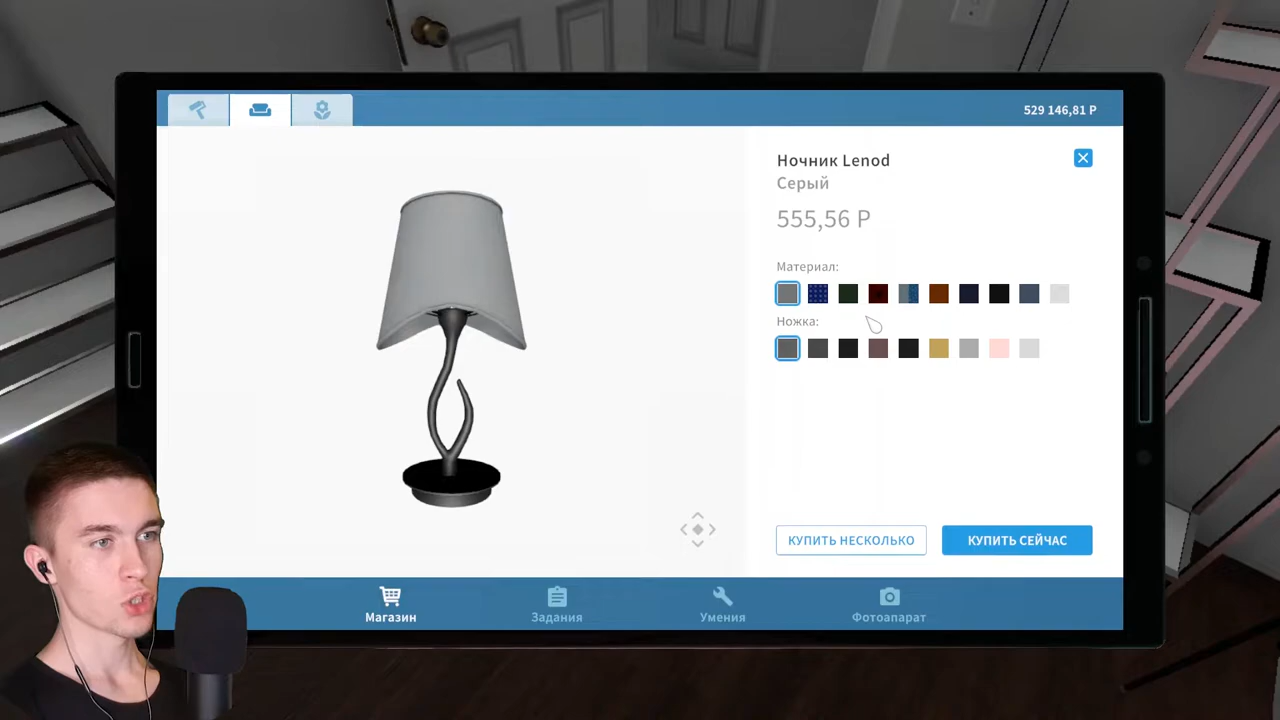 529 146,81 Р
Ночник Lenod
Серый
555,56 Р
Материал:
Ножка:
КУПИТЬ НЕСКОЛЬКО
КУПИТЬ СЕЙЧАС
Магазин
Задания
Умения
Фотоапарат